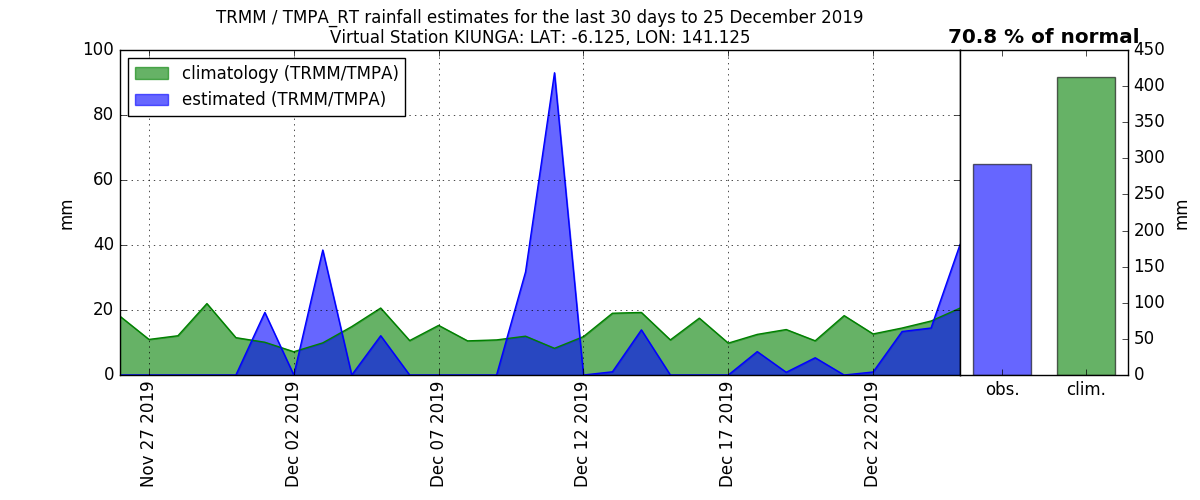 TRMM / TMPA_RT rainfall estimates for the last 30 days to 25 December 2019
Virtual Station KIUNGA: LAT: -6.125, LON: 141.125
70.8 % of normal
climatology (TRMM/TMPA)
estimated (TRMM/TMPA)
100
80
60
40
20
0
mm
Nov 27 2019
Dec 02 2019
Dec 07 2019
Dec 12 2019
Dec 17 2019
Dec 22 2019
450
400
350
300
250
200
150
100
50
0
mm
obs.
clim.